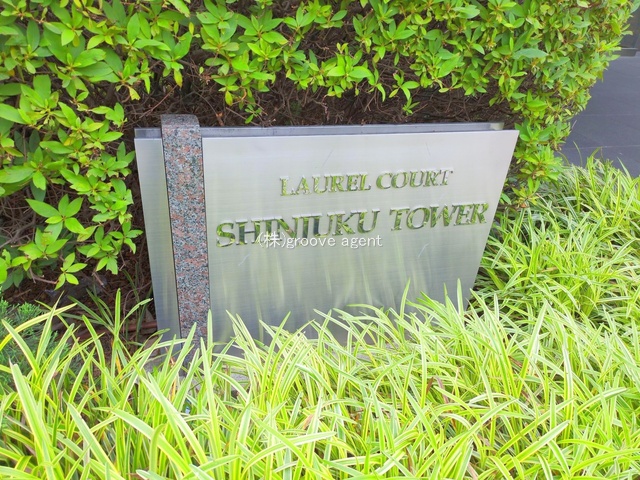 LAUREL COURT
SHINJUKU TOWER
(株)groove agent